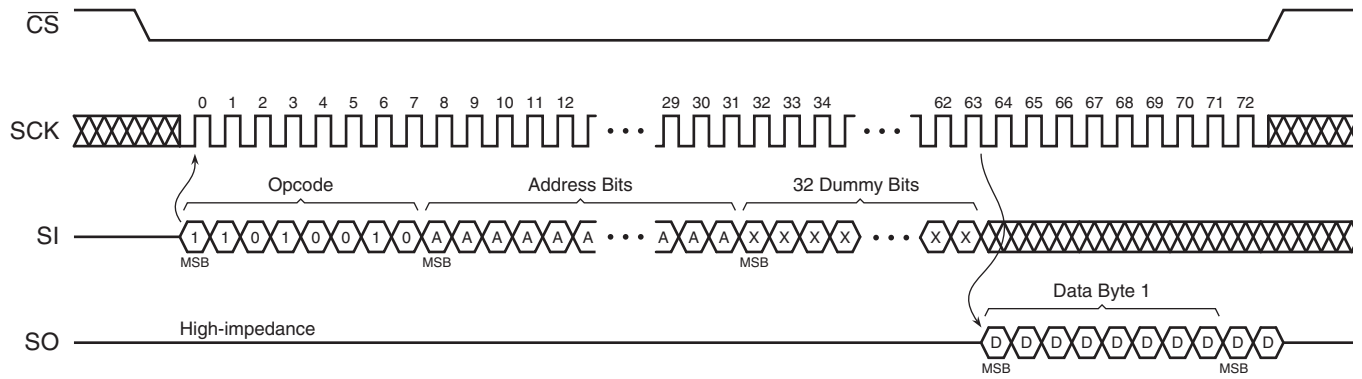 CS
0 1 2 3 4 5 6 7 8 9 10 11 12 29 30 31 32 33 34 62 63 64 65 66 67 68 69 70 71 72
SCK
Opcode Address Bits 32 Dummy Bits
SI 1 1 0 1 0 0 1 0 A A A A A A A A A X X X X X X
MSB MSB MSB
Data Byte 1
High-impedance
SO D D D D D D D D D D
MSB MSB